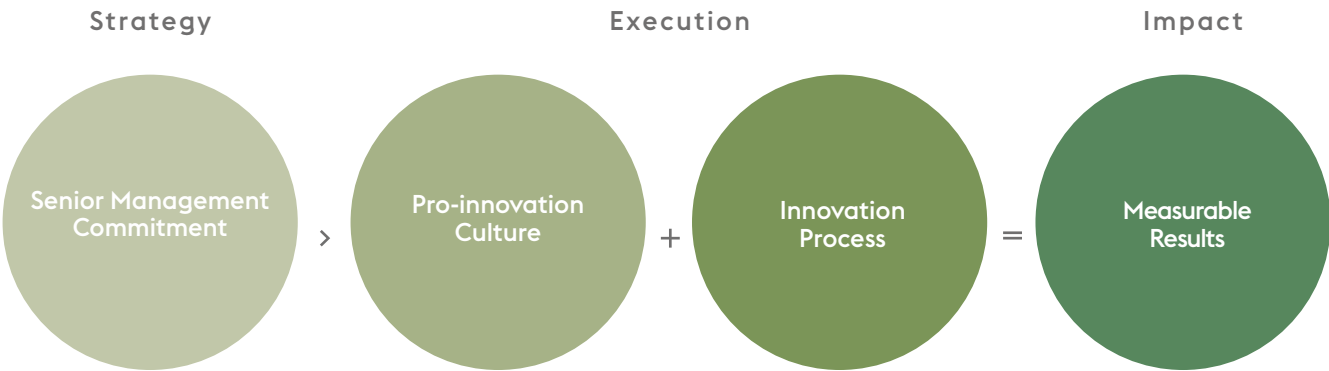 Strategy
Execution
Impact
Senior Management
Commitment
>
Pro-innovation
Culture
+
Innovation
Process
=
Measurable
Results